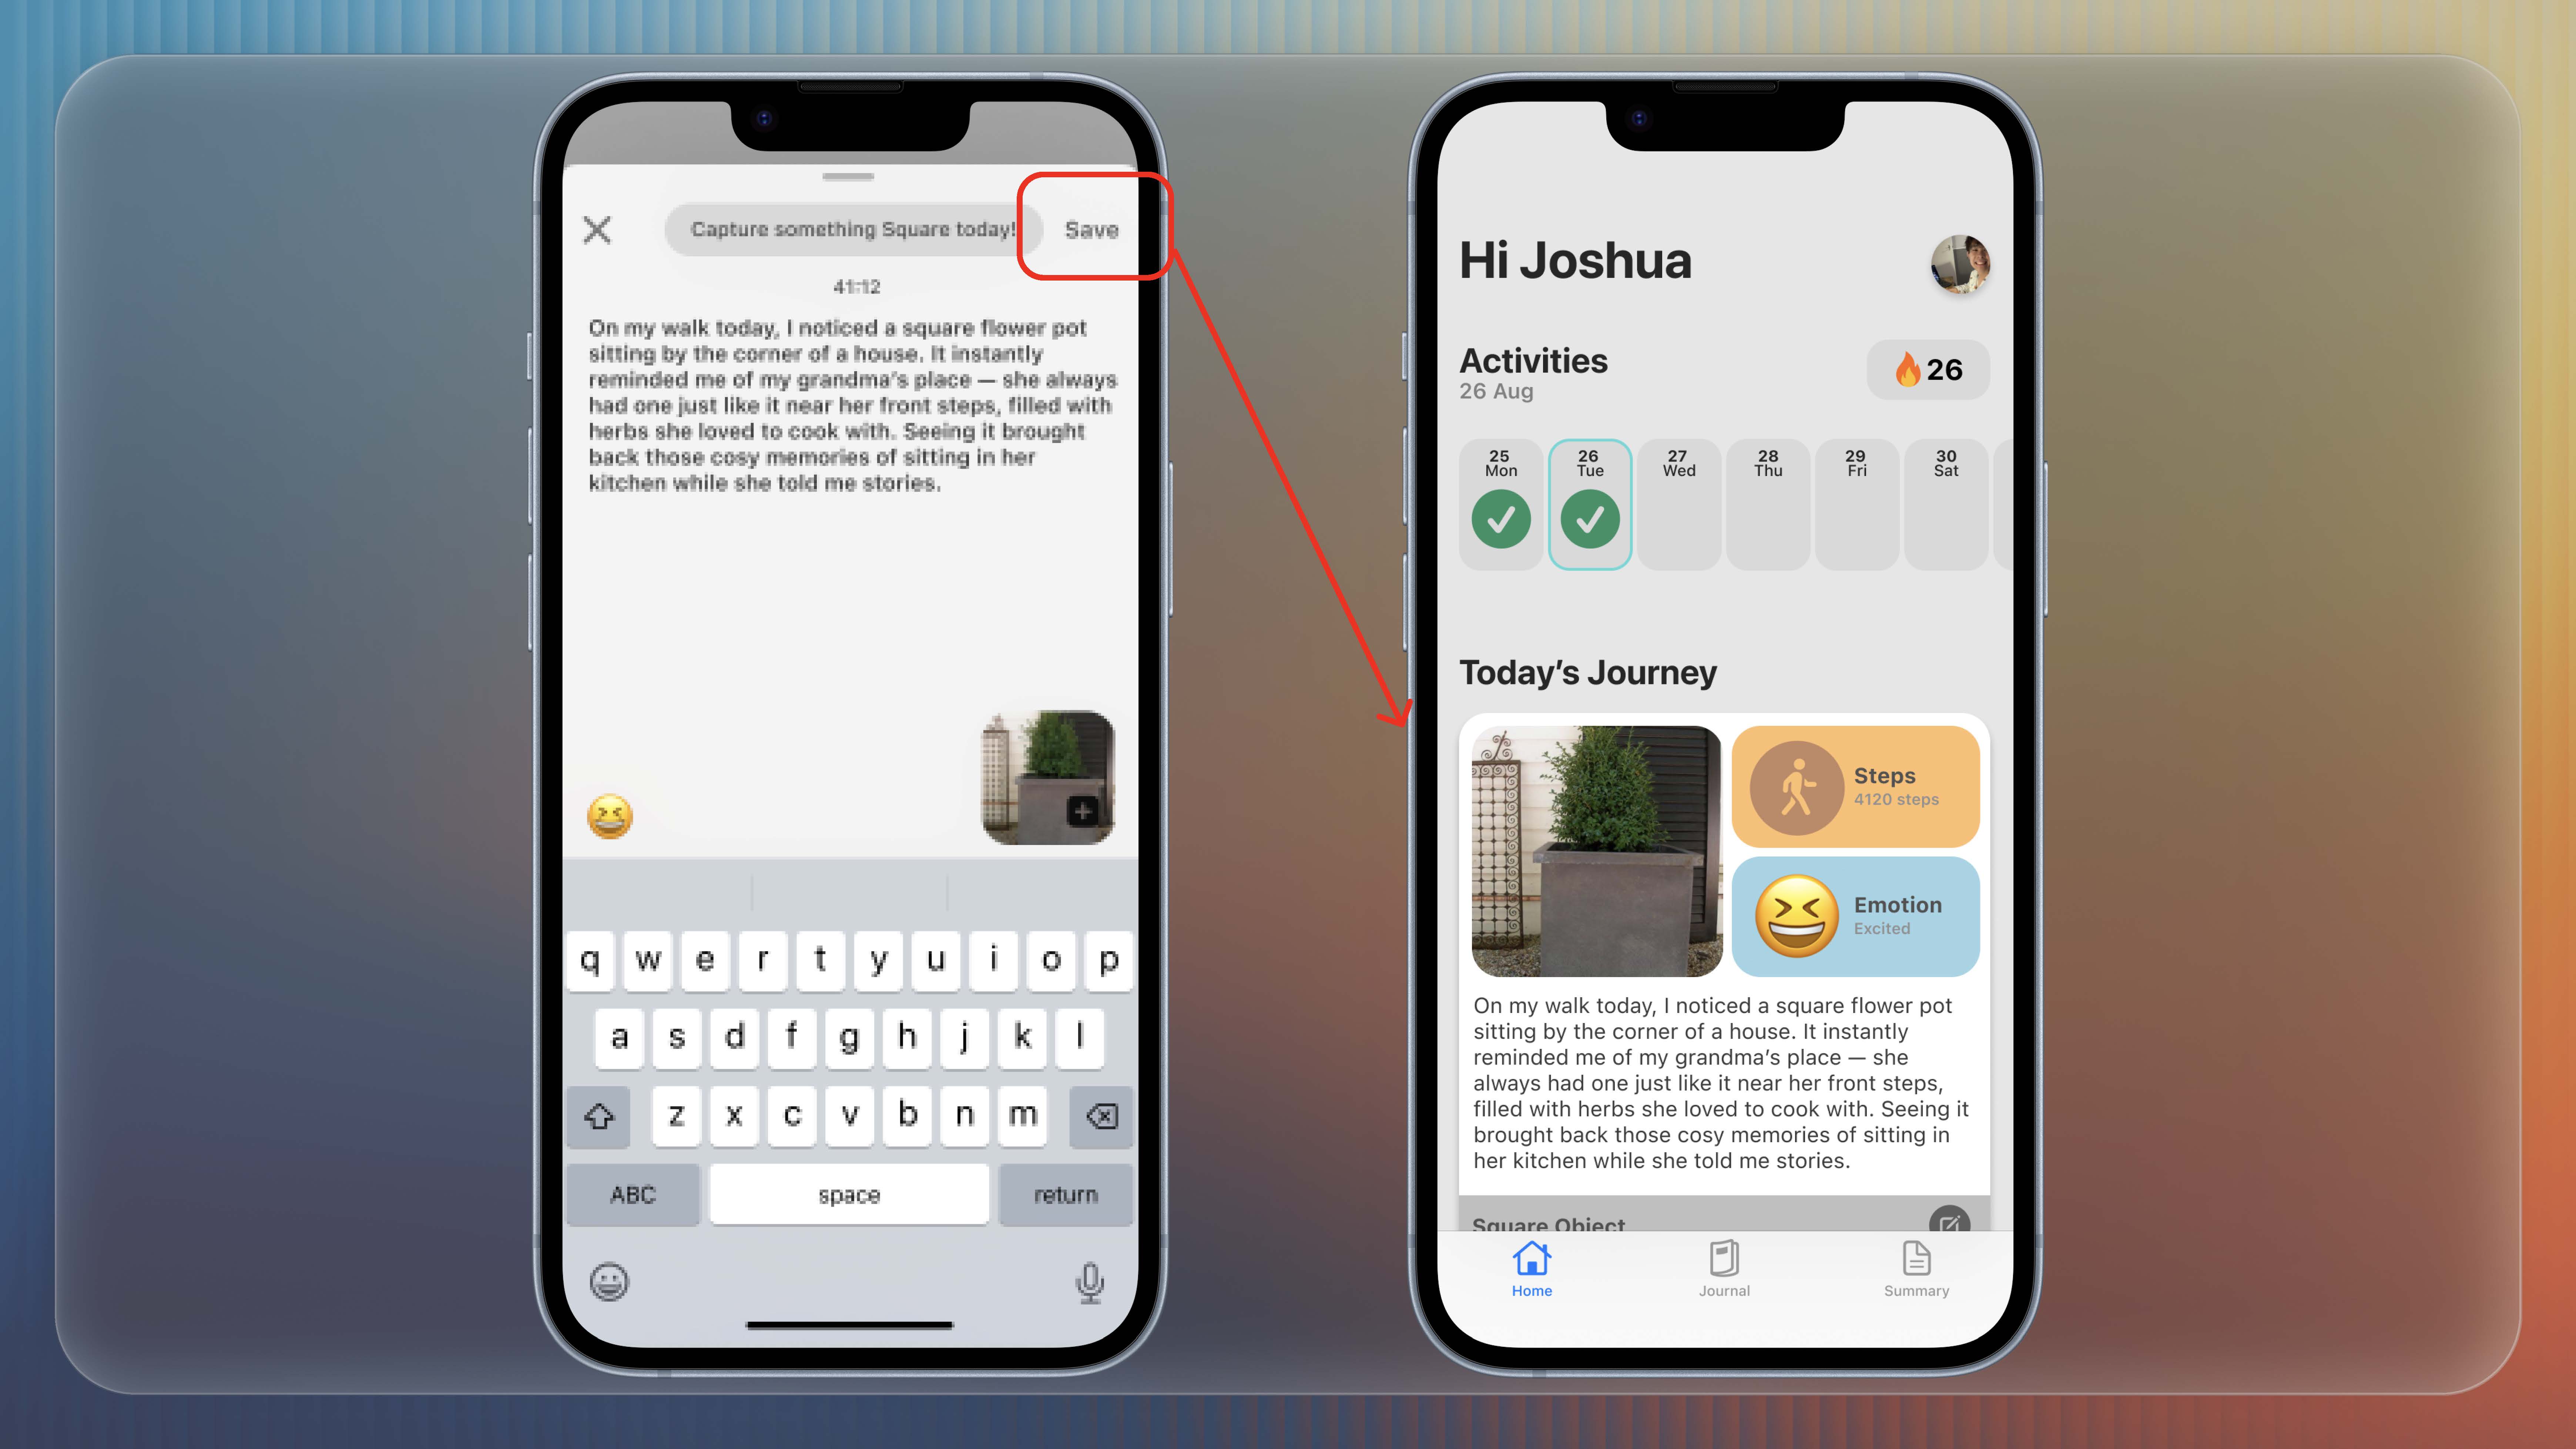 Capture something Square today!
Save
41:12
On my walk today, I noticed a square flower pot
sitting by the corner of a house. It instantly
reminded me of my grandma's place — she always
had one just like it near her front steps, filled with
herbs she loved to cook with. Seeing it brought
back those cosy memories of sitting in her
kitchen while she told me stories.
q w e r t y u i o p
a s d f g h j k l
z x c v b n m
ABC space return
Hi Joshua
Activities
26 Aug
26
25 Mon
26 Tue
27 Wed
28 Thu
29 Fri
30 Sat
Today's Journey
Steps
4120 steps
Emotion
Excited
On my walk today, I noticed a square flower pot
sitting by the corner of a house. It instantly
reminded me of my grandma's place — she
always had one just like it near her front steps,
filled with herbs she loved to cook with. Seeing it
brought back those cosy memories of sitting in
her kitchen while she told me stories.
Square Object
Home
Journal
Summary